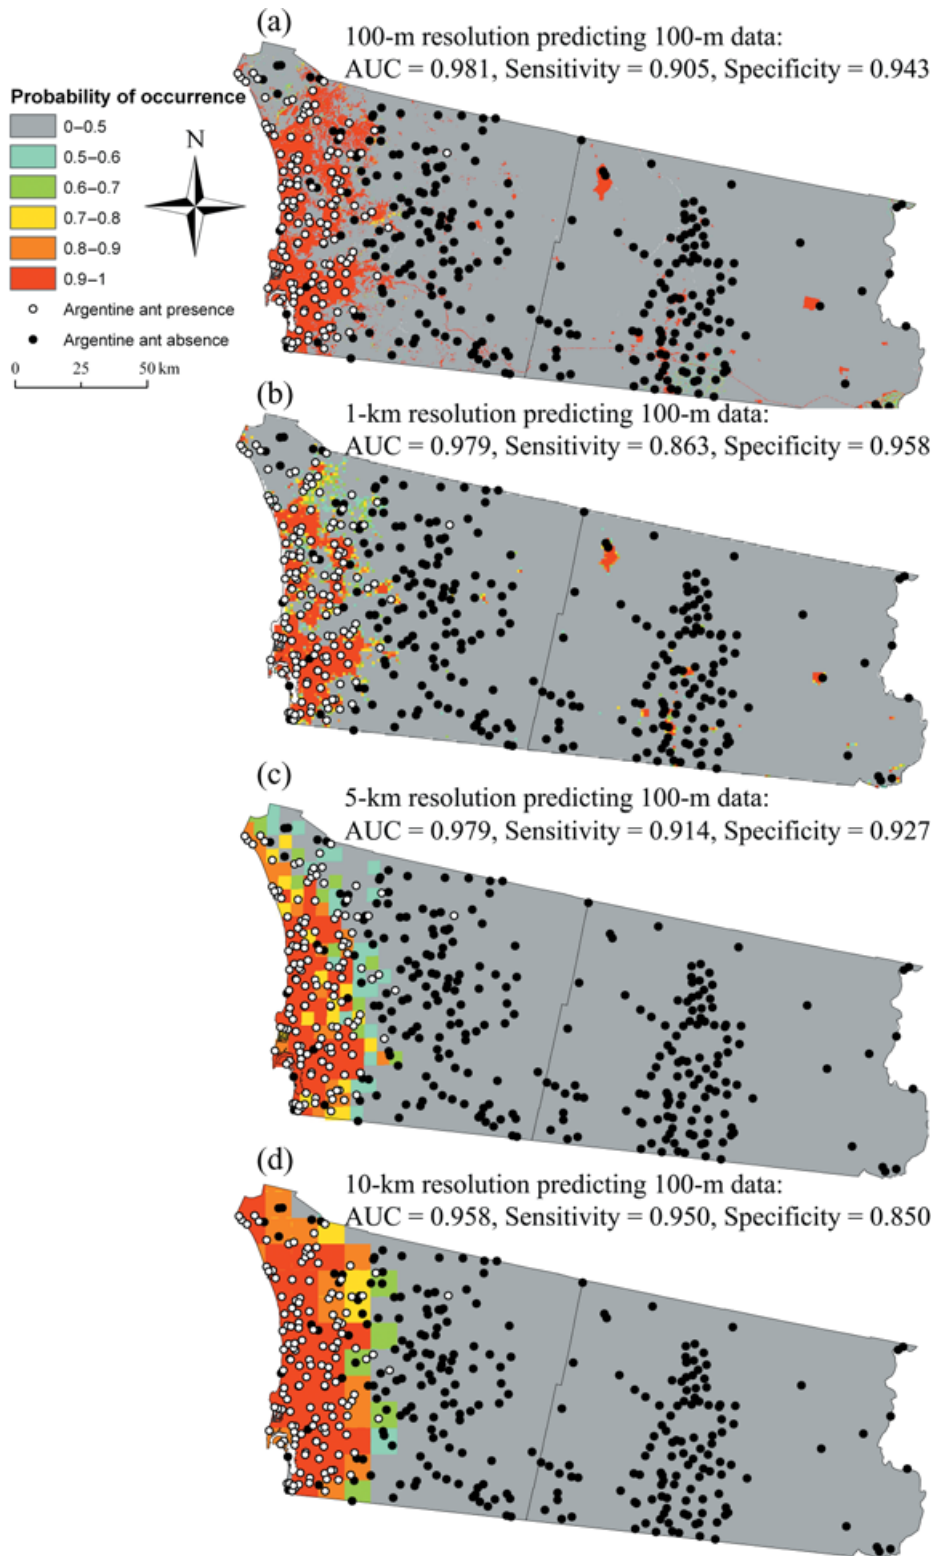 (a)
100-m resolution predicting 100-m data:
AUC = 0.981, Sensitivity = 0.905, Specificity = 0.943
Probability of occurrence
0–0.5
0.5–0.6
0.6–0.7
0.7–0.8
0.8–0.9
0.9–1
Argentine ant presence
Argentine ant absence
N
0 25 50 km
(b)
1-km resolution predicting 100-m data:
AUC = 0.979, Sensitivity = 0.863, Specificity = 0.958
(c)
5-km resolution predicting 100-m data:
AUC = 0.979, Sensitivity = 0.914, Specificity = 0.927
(d)
10-km resolution predicting 100-m data:
AUC = 0.958, Sensitivity = 0.950, Specificity = 0.850